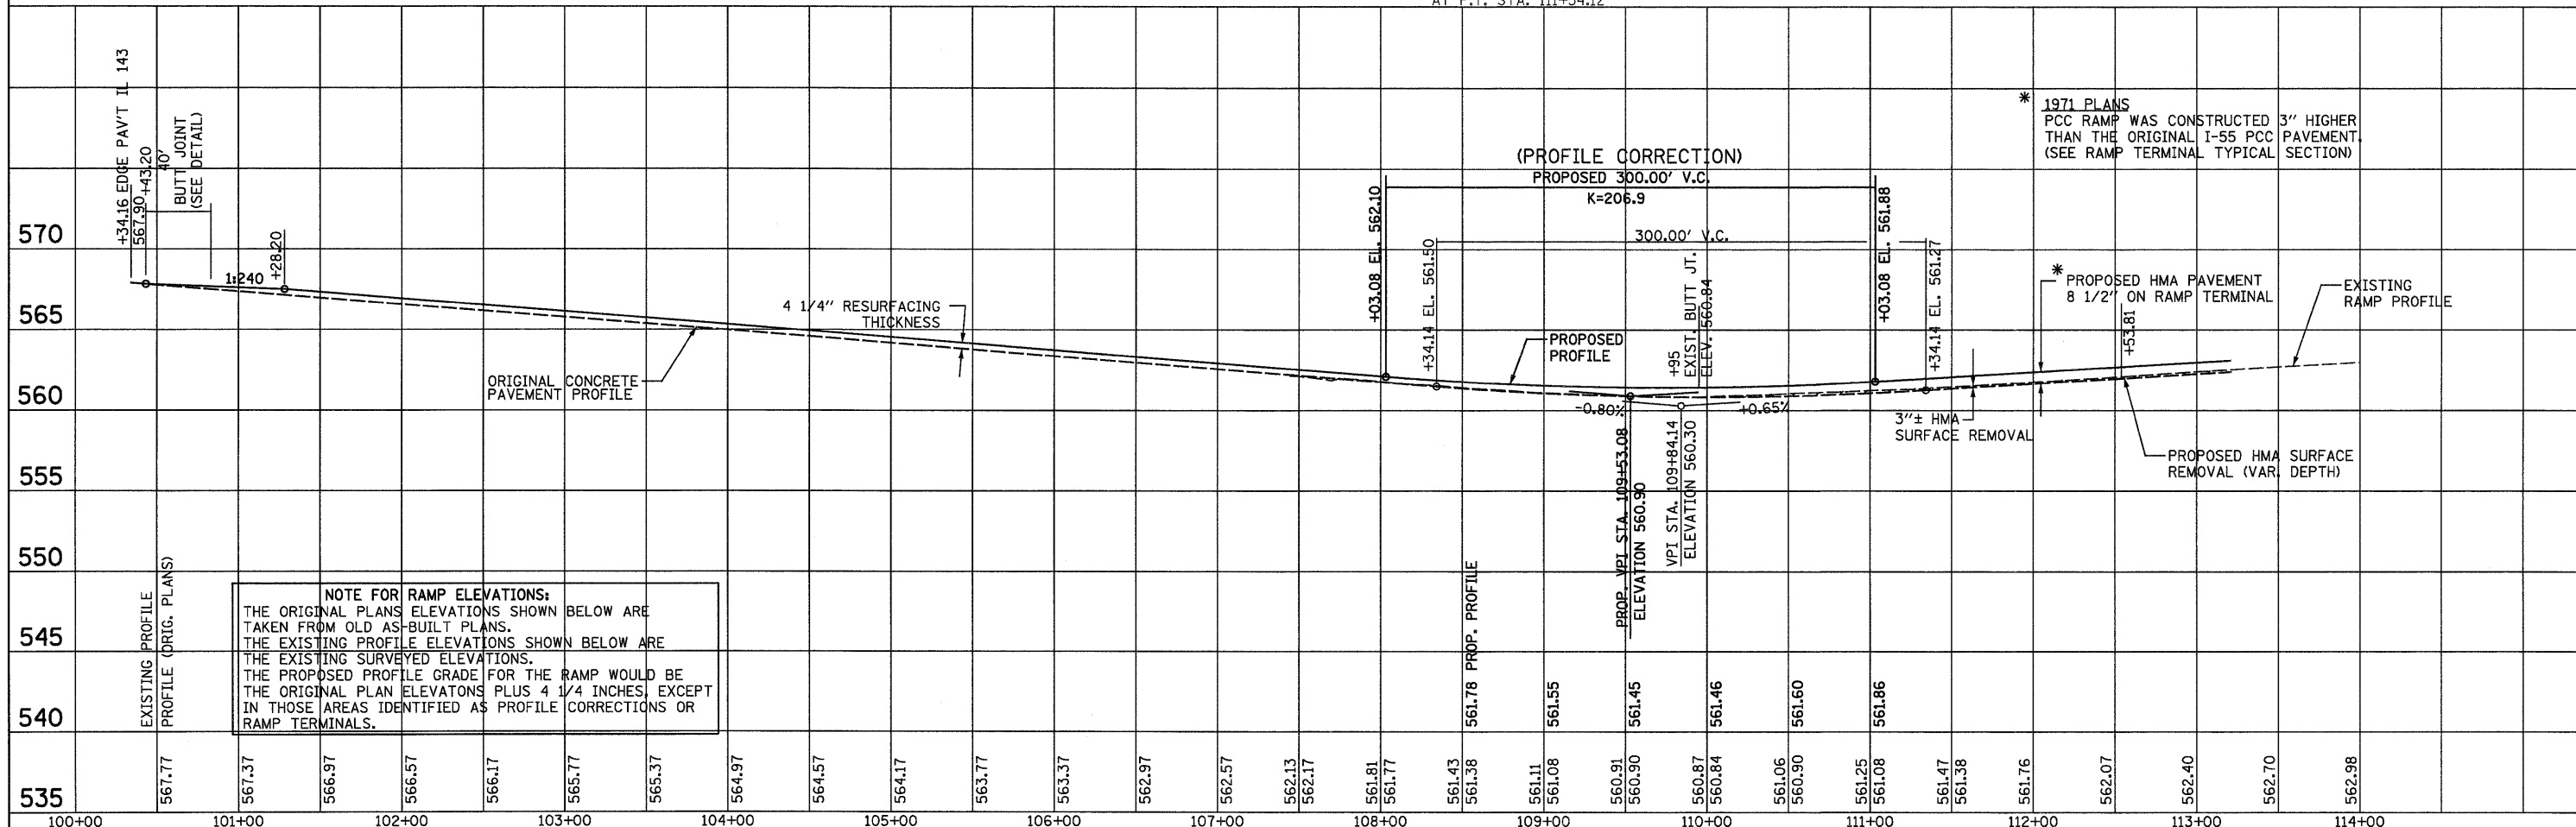 AT P.T. STA. 111+34.12
+34.16 EDGE PAV'T IL 143
567.90 +43.20
40'
BUTT JOINT
(SEE DETAIL)
+28.20
1:240
* 1971 PLANS
PCC RAMP WAS CONSTRUCTED 3" HIGHER
THAN THE ORIGINAL I-55 PCC PAVEMENT.
(SEE RAMP TERMINAL TYPICAL SECTION)
(PROFILE CORRECTION)
PROPOSED 300.00' V.C.
K=206.9
300.00' V.C.
+03.08 EL. 562.10
+34.14 EL. 561.50
+95
EXIST. BUTT JT.
ELEV. 560.84
+03.08 EL. 561.88
+34.14 EL. 561.27
* PROPOSED HMA PAVEMENT
8 1/2" ON RAMP TERMINAL
+53.81
EXISTING
RAMP PROFILE
4 1/4" RESURFACING
THICKNESS
PROPOSED
PROFILE
ORIGINAL CONCRETE
PAVEMENT PROFILE
-0.80%
+0.65%
3"± HMA
SURFACE REMOVAL
PROPOSED HMA SURFACE
REMOVAL (VAR. DEPTH)
PROP. VPI STA. 109+53.08
ELEVATION 560.90
VPI STA. 109+84.14
ELEVATION 560.30
570
565
560
555
550
545
540
535
EXISTING PROFILE
PROFILE (ORIG. PLANS)
NOTE FOR RAMP ELEVATIONS:
THE ORIGINAL PLANS ELEVATIONS SHOWN BELOW ARE
TAKEN FROM OLD AS-BUILT PLANS.
THE EXISTING PROFILE ELEVATIONS SHOWN BELOW ARE
THE EXISTING SURVEYED ELEVATIONS.
THE PROPOSED PROFILE GRADE FOR THE RAMP WOULD BE
THE ORIGINAL PLAN ELEVATONS PLUS 4 1/4 INCHES, EXCEPT
IN THOSE AREAS IDENTIFIED AS PROFILE CORRECTIONS OR
RAMP TERMINALS.
561.78 PROP. PROFILE
561.55
561.45
561.46
561.60
561.86
567.77
567.37
566.97
566.57
566.17
565.77
565.37
564.97
564.57
564.17
563.77
563.37
562.97
562.57
562.13
562.17
561.81
561.77
561.43
561.38
561.11
561.08
560.91
560.90
560.87
560.84
561.06
560.90
561.25
561.08
561.47
561.38
561.76
562.07
562.40
562.70
562.98
100+00
101+00
102+00
103+00
104+00
105+00
106+00
107+00
108+00
109+00
110+00
111+00
112+00
113+00
114+00